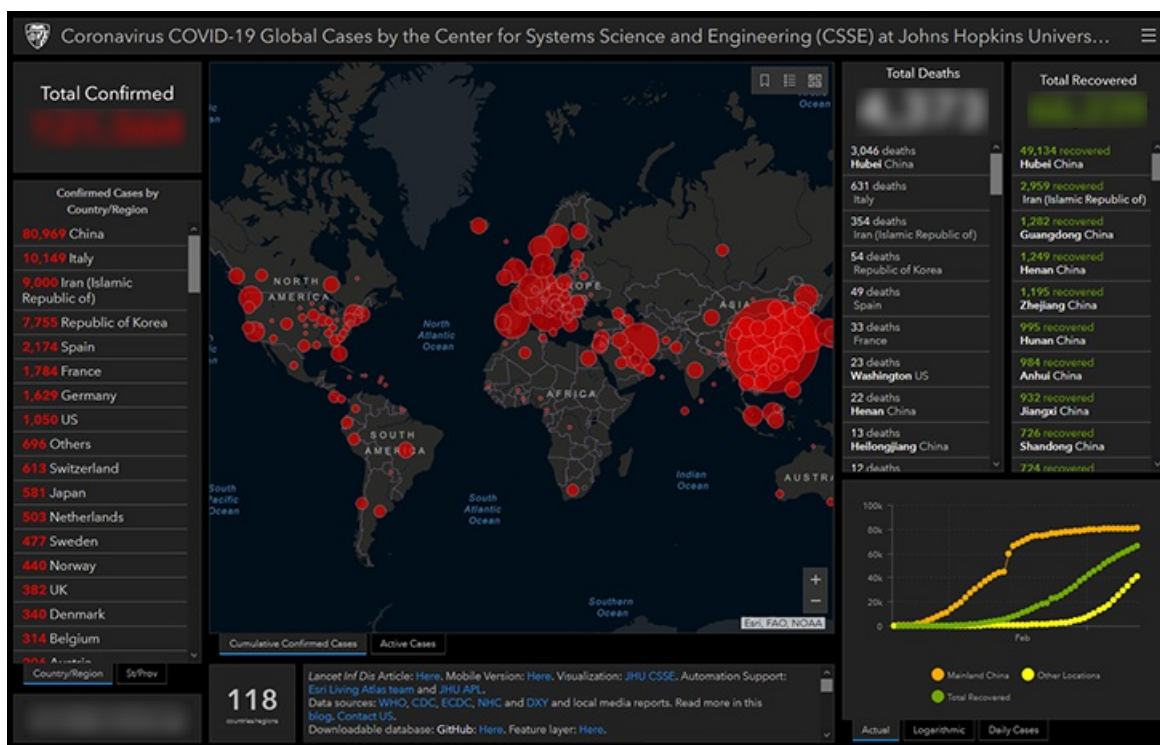 Coronavirus COVID-19 Global Cases by the Center for Systems Science and Engineering (CSSE) at Johns Hopkins Univers...
Total Confirmed
Confirmed Cases by
Country/Region
80,969 China
10,149 Italy
9,000 Iran (Islamic
Republic of)
7,755 Republic of Korea
2,174 Spain
1,784 France
1,629 Germany
1,050 US
696 Others
613 Switzerland
581 Japan
503 Netherlands
477 Sweden
440 Norway
382 UK
340 Denmark
314 Belgium
Country/Region
St/Prov
Arctic
Ocean
NORTH
AMERICA
EUROPE
ASIA
North
Atlantic
Ocean
AFRICA
SOUTH
AMERICA
Indian
Ocean
AUSTR
South
Pacific
Ocean
South
Atlantic
Ocean
Southern
Ocean
+
−
Esri, FAO, NOAA
Cumulative Confirmed Cases
Active Cases
118
countries/regions
Lancet Inf Dis Article: Here. Mobile Version: Here. Visualization: JHU CSSE. Automation Support:
Esri Living Atlas team and JHU APL.
Data sources: WHO, CDC, ECDC, NHC and DXY and local media reports. Read more in this
blog. Contact US.
Downloadable database: GitHub: Here. Feature layer: Here.
Total Deaths
3,046 deaths
Hubei China
631 deaths
Italy
354 deaths
Iran (Islamic Republic of)
54 deaths
Republic of Korea
49 deaths
Spain
33 deaths
France
23 deaths
Washington US
22 deaths
Henan China
13 deaths
Heilongjiang China
12 deaths
Total Recovered
49,134 recovered
Hubei China
2,959 recovered
Iran (Islamic Republic of)
1,282 recovered
Guangdong China
1,249 recovered
Henan China
1,195 recovered
Zhejiang China
995 recovered
Hunan China
984 recovered
Anhui China
932 recovered
Jiangxi China
726 recovered
Shandong China
724 recovered
100k
80k
60k
40k
20k
0
Feb
Mainland China
Other Locations
Total Recovered
Actual
Logarithmic
Daily Cases